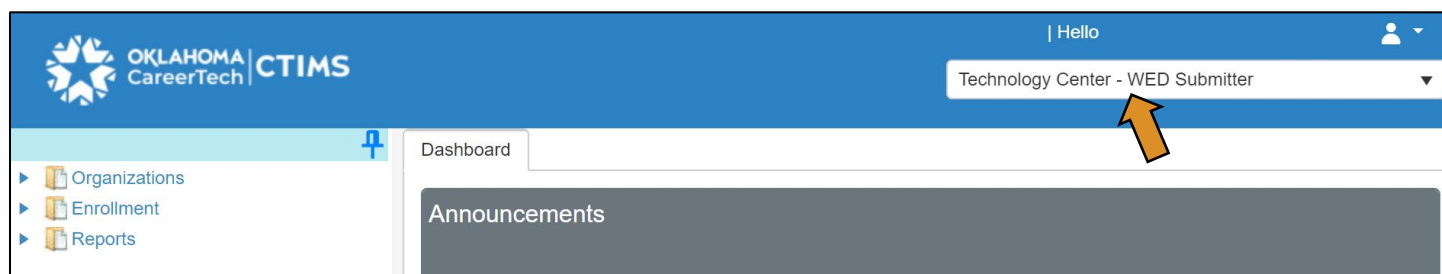 | Hello
OKLAHOMA
CareerTech
CTIMS
Technology Center - WED Submitter
Dashboard
Organizations
Enrollment
Reports
Announcements